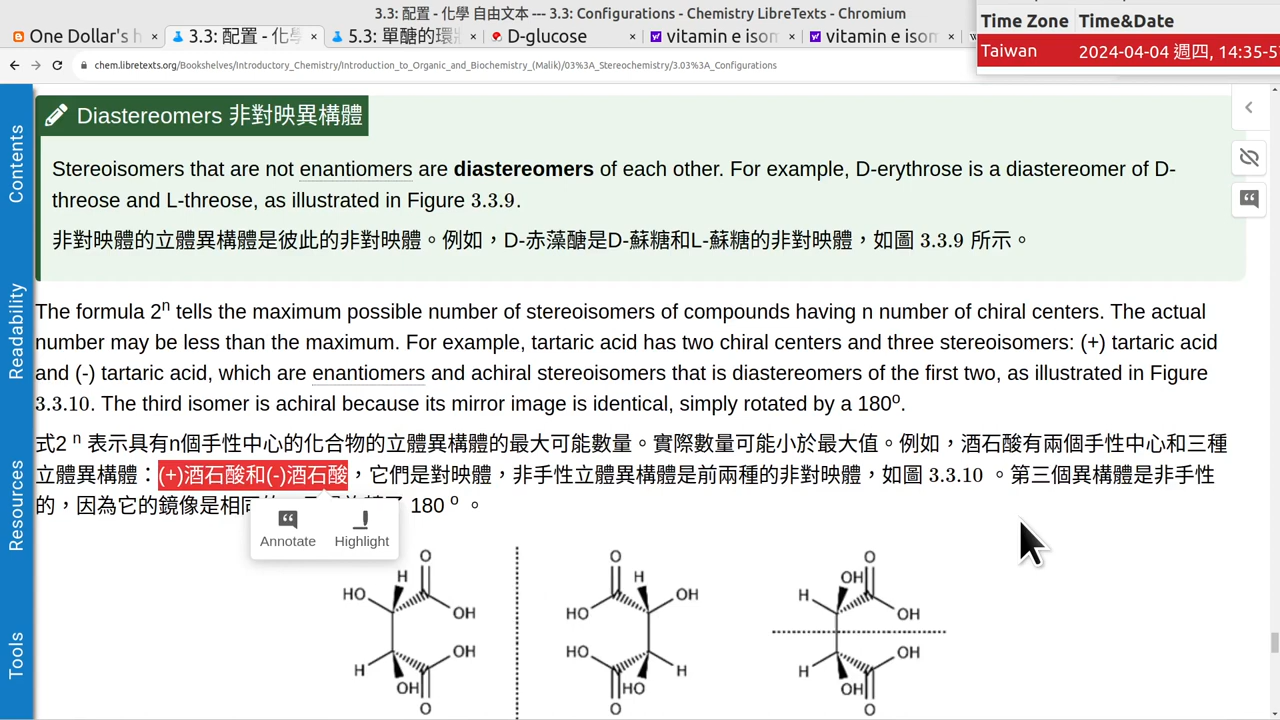 3.3: 配置 - 化學 自由文本 --- 3.3: Configurations - Chemistry LibreTexts - Chromium
Time Zone Time&Date
Taiwan 2024-04-04 週四, 14:35-5
One Dollar's h × 3.3: 配置 - 化學 × 5.3: 單醣的環 × D-glucose × vitamin e isom × vitamin e isom ×
chem.libretexts.org/Bookshelves/Introductory_Chemistry/Introduction_to_Organic_and_Biochemistry_(Malik)/03%3A_Stereochemistry/3.03%3A_Configurations
Contents
Readability
Resources
Tools
Diastereomers 非對映異構體
Stereoisomers that are not enantiomers are diastereomers of each other. For example, D-erythrose is a diastereomer of D-
threose and L-threose, as illustrated in Figure 3.3.9.
非對映體的立體異構體是彼此的非對映體。例如，D-赤藻醣是D-蘇糖和L-蘇糖的非對映體，如圖 3.3.9 所示。
The formula 2n tells the maximum possible number of stereoisomers of compounds having n number of chiral centers. The actual
number may be less than the maximum. For example, tartaric acid has two chiral centers and three stereoisomers: (+) tartaric acid
and (-) tartaric acid, which are enantiomers and achiral stereoisomers that is diastereomers of the first two, as illustrated in Figure
3.3.10. The third isomer is achiral because its mirror image is identical, simply rotated by a 180o.
式2 n 表示具有n個手性中心的化合物的立體異構體的最大可能數量。實際數量可能小於最大值。例如，酒石酸有兩個手性中心和三種
立體異構體：(+)酒石酸和(-)酒石酸，它們是對映體，非手性立體異構體是前兩種的非對映體，如圖 3.3.10 。第三個異構體是非手性
的，因為它的鏡像是相同的 180 o 。
Annotate Highlight
O O O
H H OH
HO OH HO OH H OH
H OH HO H H OH
OH HO OH
O O O